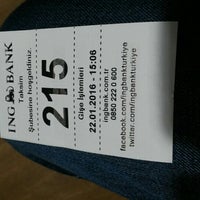 ING BANK
Taksim
Şubesine hoşgeldiniz.
215
Gişe İşlemleri
22.01.2016 - 15:06
ingbank.com.tr
0850 222 0 600
facebook.com/ingbankturkiye
twitter.com/ingbankturkiye